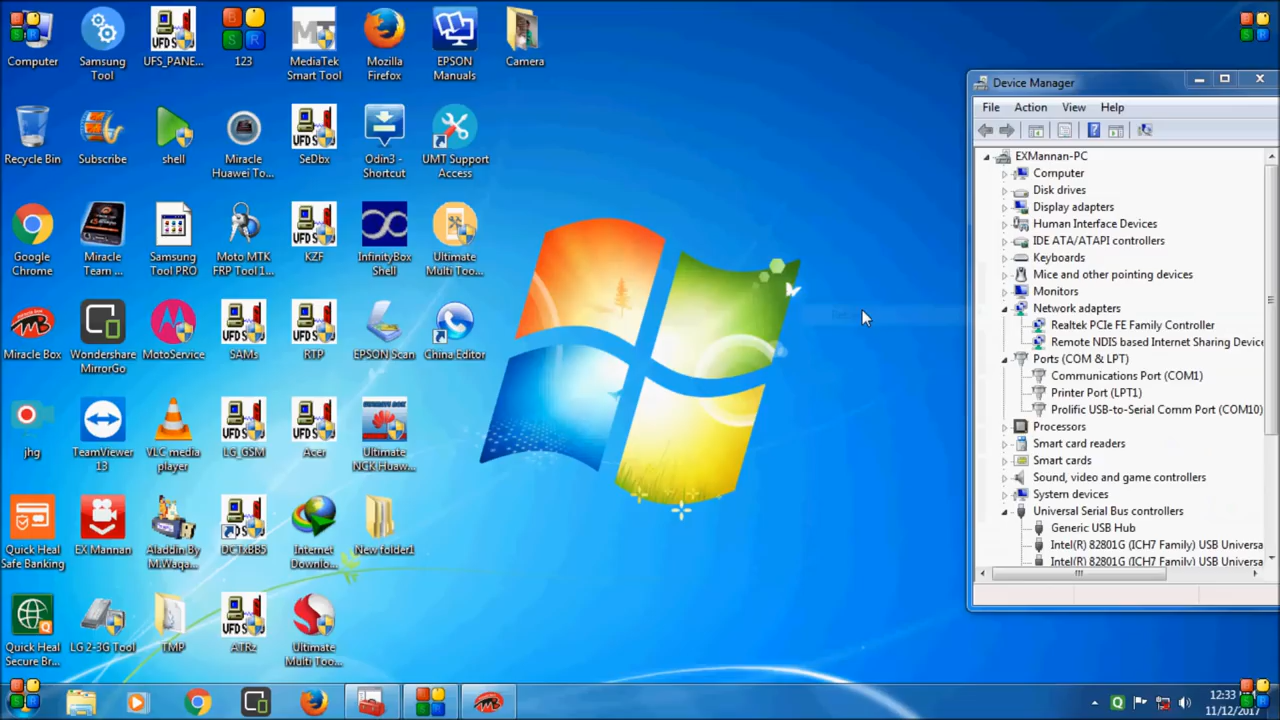 Computer
Samsung
Tool
UFS_PANE...
123
MediaTek
Smart Tool
Mozilla
Firefox
EPSON
Manuals
Camera
Recycle Bin
Subscribe
shell
Miracle
Huawei To...
SeDbx
Odin3 -
Shortcut
UMT Support
Access
Google
Chrome
Miracle
Team ...
Samsung
Tool PRO
Moto MTK
FRP Tool 1...
KZF
InfinityBox
Shell
Ultimate
Multi Too...
Miracle Box
Wondershare
MirrorGo
MotoService
SAMs
RTP
EPSON Scan
China Editor
jhg
TeamViewer
13
VLC media
player
LG_GSM
Acer
Ultimate
NCK Huaw...
Quick Heal
Safe Banking
EX Mannan
Aladdin By
M.Waqa...
DCTxBB5
Internet
Downlo...
New folder1
Quick Heal
Secure Br...
LG 2-3G Tool
TMP
ATRz
Ultimate
Multi Too...
Device Manager
File Action View Help
EXMannan-PC
Computer
Disk drives
Display adapters
Human Interface Devices
IDE ATA/ATAPI controllers
Keyboards
Mice and other pointing devices
Monitors
Network adapters
Realtek PCIe FE Family Controller
Remote NDIS based Internet Sharing Device
Ports (COM & LPT)
Communications Port (COM1)
Printer Port (LPT1)
Prolific USB-to-Serial Comm Port (COM10)
Processors
Smart card readers
Smart cards
Sound, video and game controllers
System devices
Universal Serial Bus controllers
Generic USB Hub
Intel(R) 82801G (ICH7 Family) USB Universa
Intel(R) 82801G (ICH7 Family) USB Universa
12:33
11/12/2017